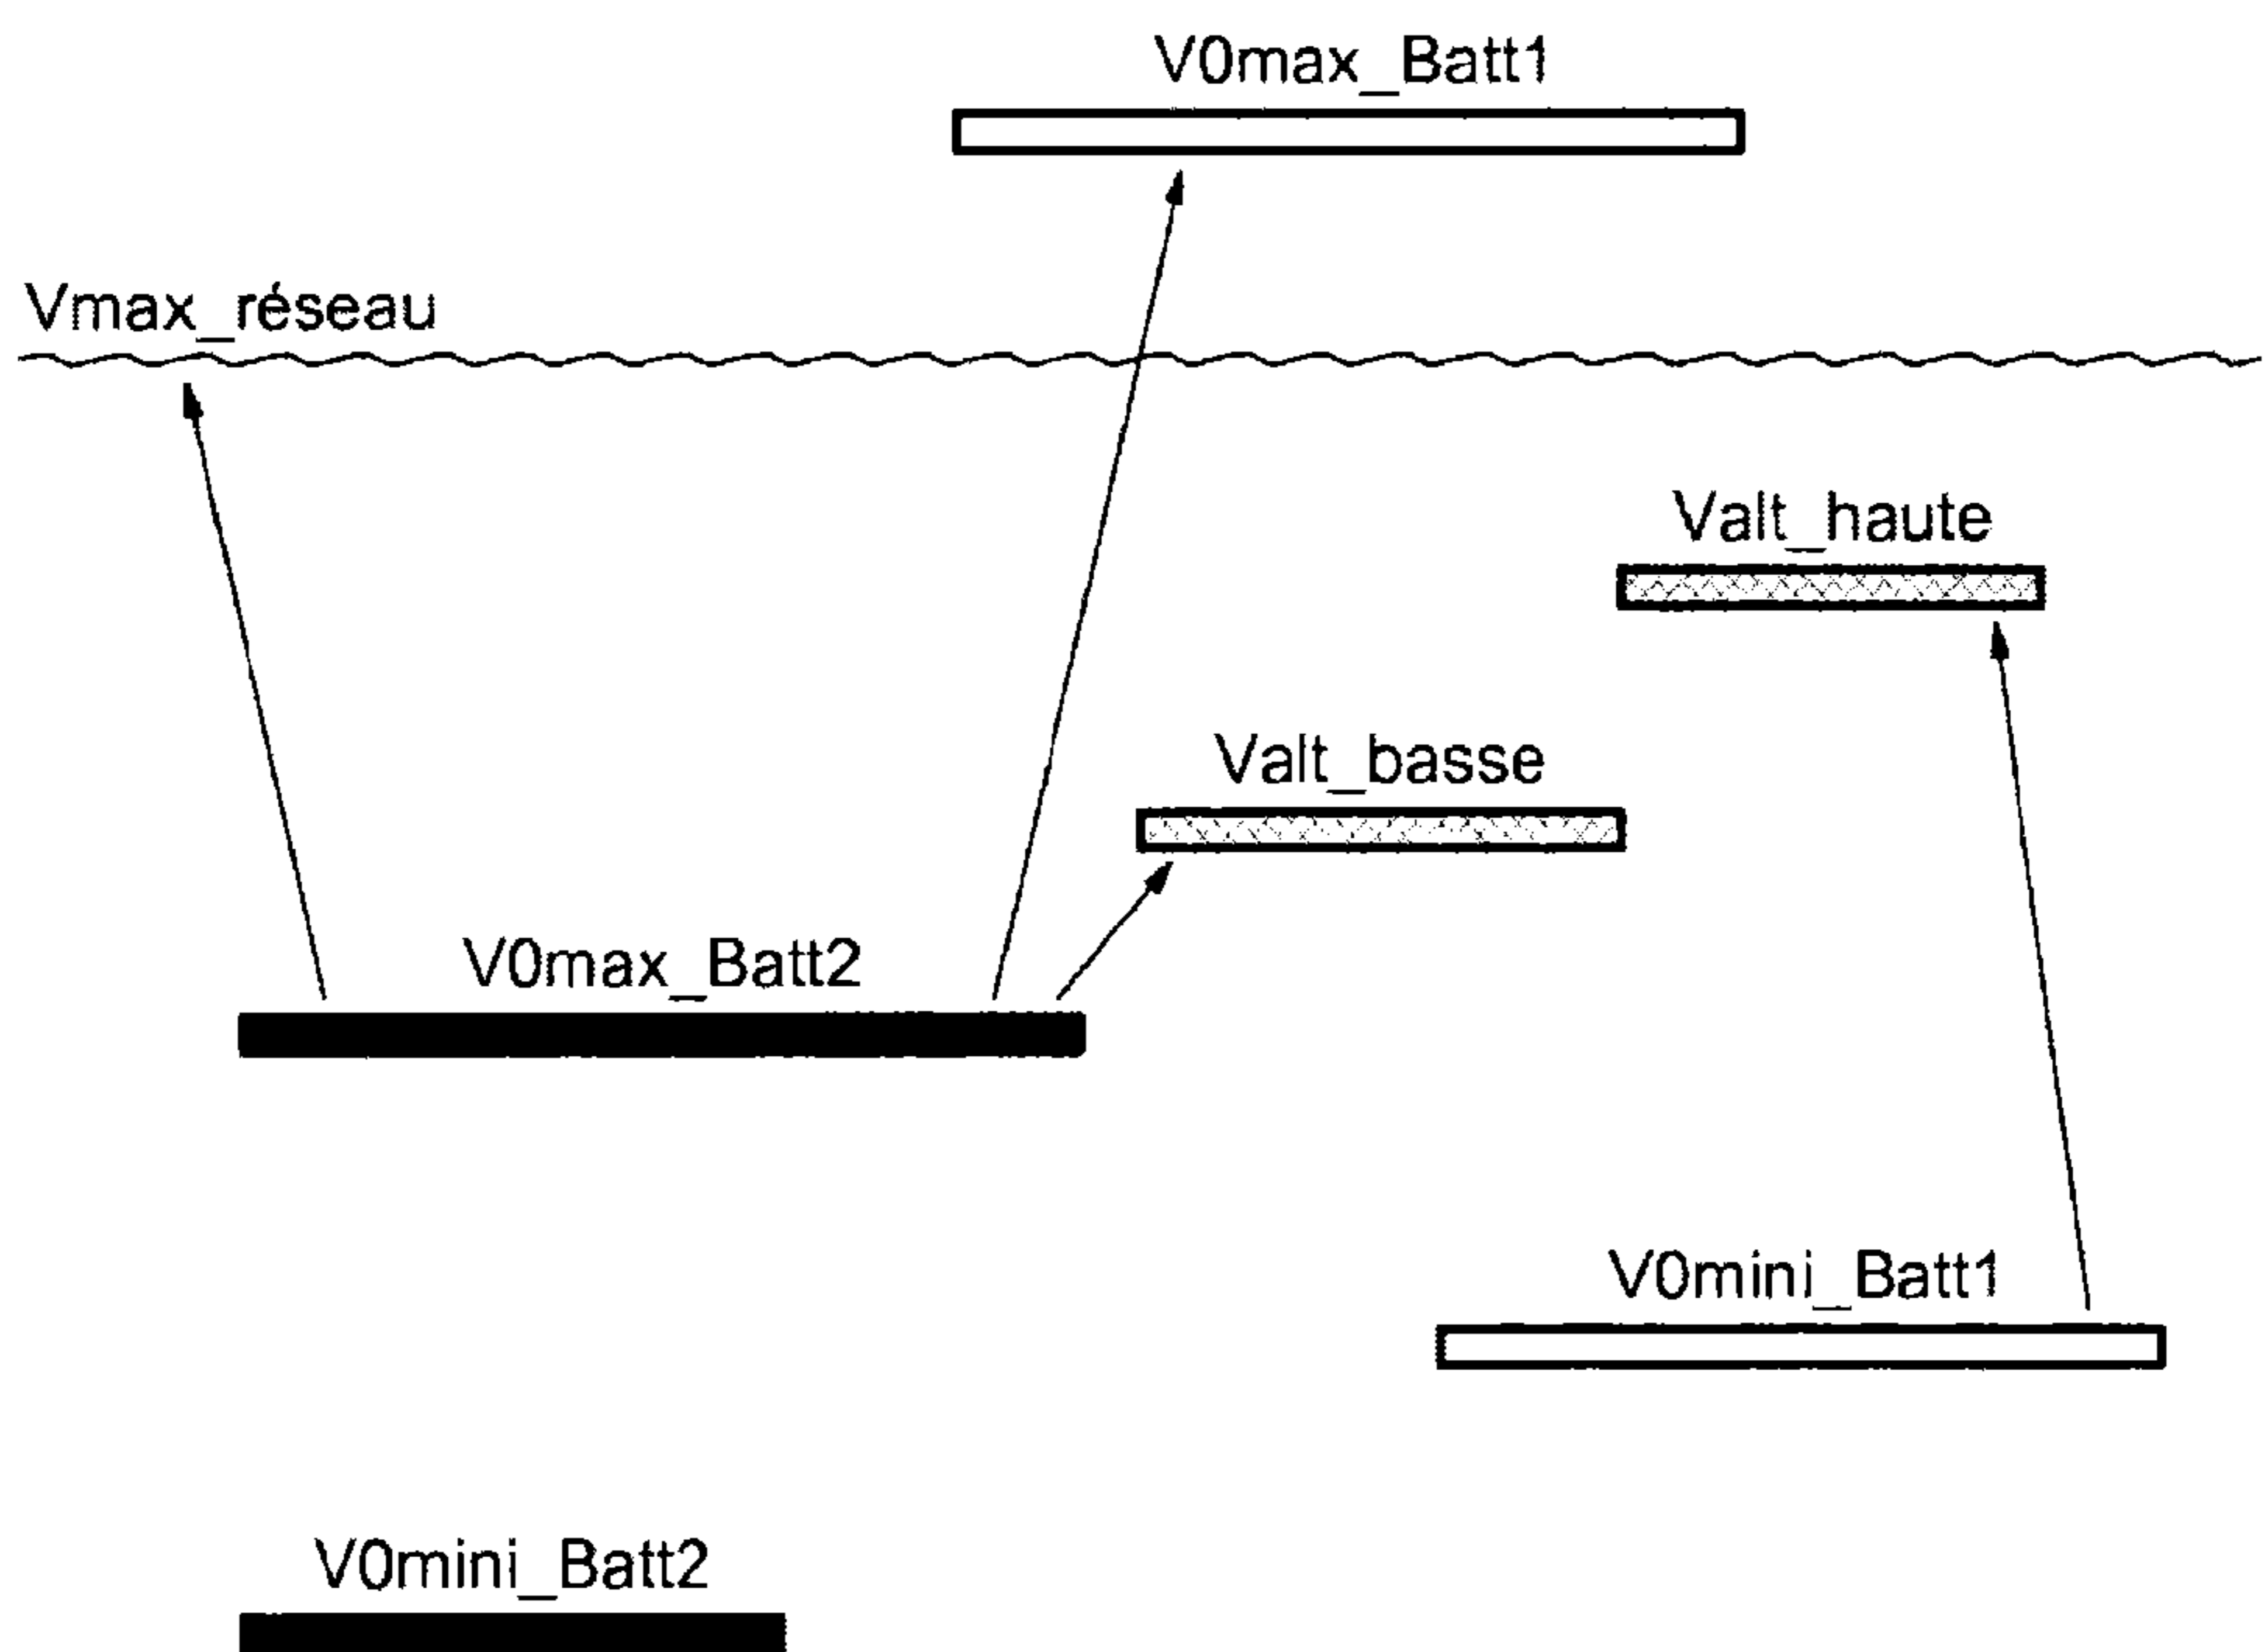 V0max_Batt1
Vmax_réseau
Valt_haute
Valt_basse
V0max_Batt2
V0mini_Batt1
V0mini_Batt2